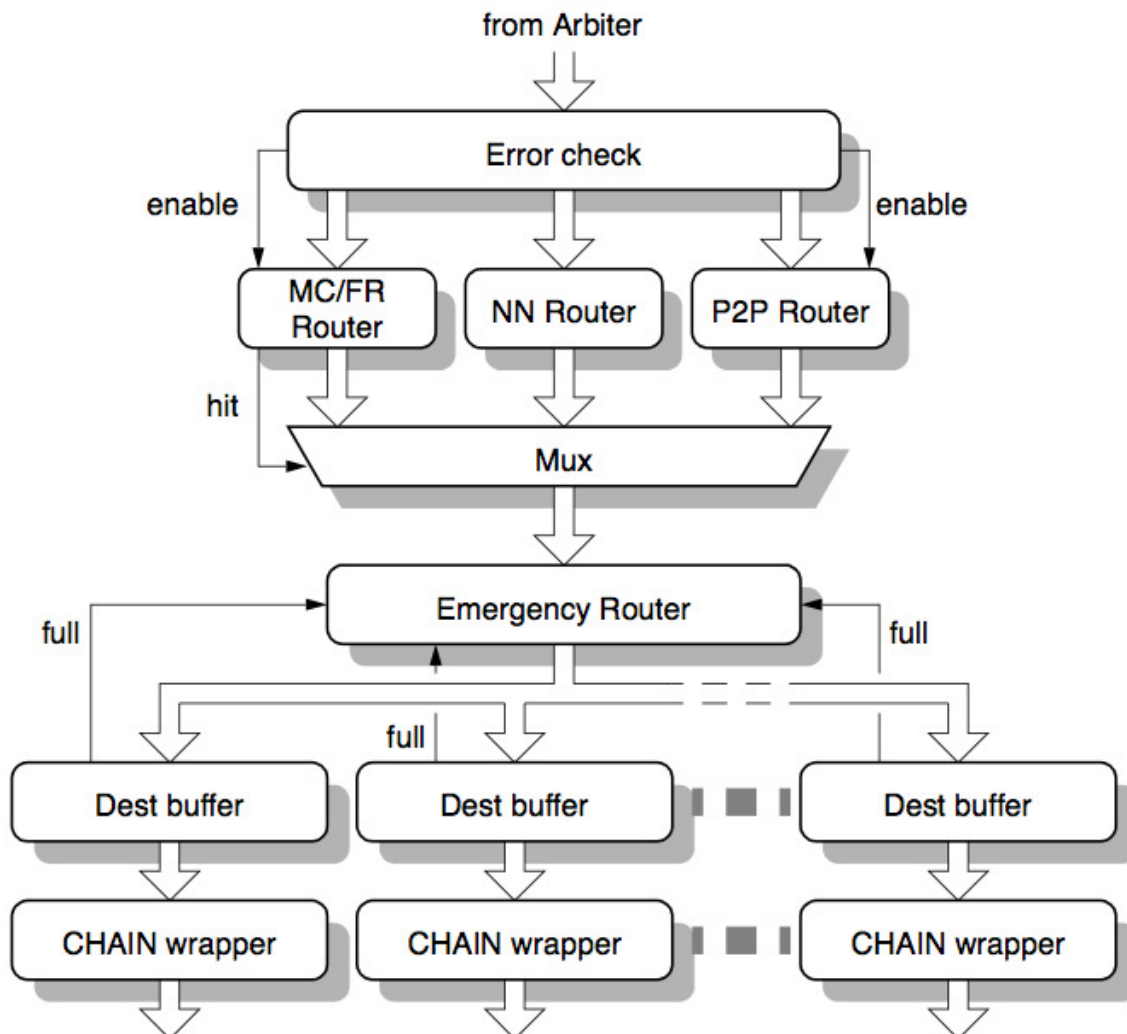 from Arbiter
Error check
enable
enable
MC/FR
Router
NN Router
P2P Router
hit
Mux
Emergency Router
full
full
full
Dest buffer
Dest buffer
Dest buffer
CHAIN wrapper
CHAIN wrapper
CHAIN wrapper